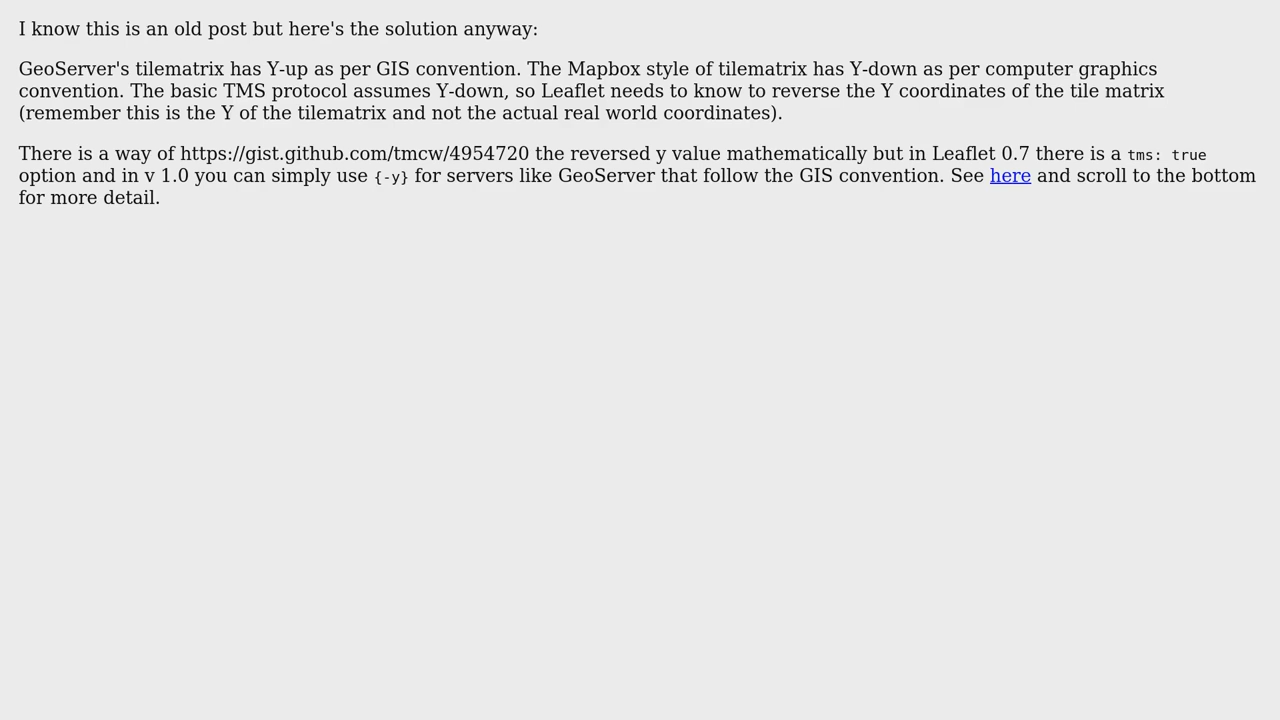 I know this is an old post but here's the solution anyway:
GeoServer's tilematrix has Y-up as per GIS convention. The Mapbox style of tilematrix has Y-down as per computer graphics
convention. The basic TMS protocol assumes Y-down, so Leaflet needs to know to reverse the Y coordinates of the tile matrix
(remember this is the Y of the tilematrix and not the actual real world coordinates).
There is a way of https://gist.github.com/tmcw/4954720 the reversed y value mathematically but in Leaflet 0.7 there is a tms: true
option and in v 1.0 you can simply use {-y} for servers like GeoServer that follow the GIS convention. See here and scroll to the bottom
for more detail.